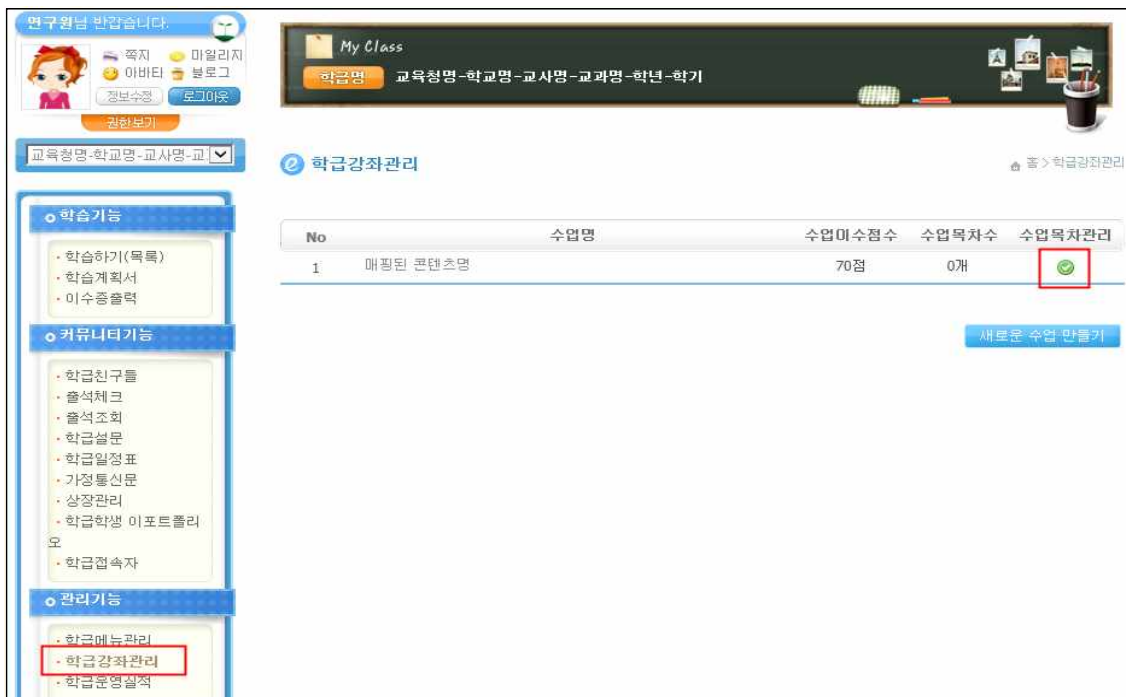 연구원님 반갑습니다.
쪽지 마일리지
아바타 블로그
정보수정 로그아웃
권한보기
교육청명-학교명-교사명-교
학습기능
· 학습하기(목록)
· 학습계획서
· 이수증출력
커뮤니티기능
· 학급친구들
· 출석체크
· 출석조회
· 학급설문
· 학급일정표
· 가정통신문
· 상장관리
· 학급학생 이포트폴리
오
· 학급접속자
관리기능
· 학급메뉴관리
· 학급강좌관리
· 학급운영실적
My Class
학급명 교육청명-학교명-교사명-교과명-학년-학기
학급강좌관리
홈 > 학급강좌관리
No 수업명 수업이수점수 수업목차수 수업목차관리
1 매핑된 콘텐츠명 70점 0개
새로운 수업 만들기